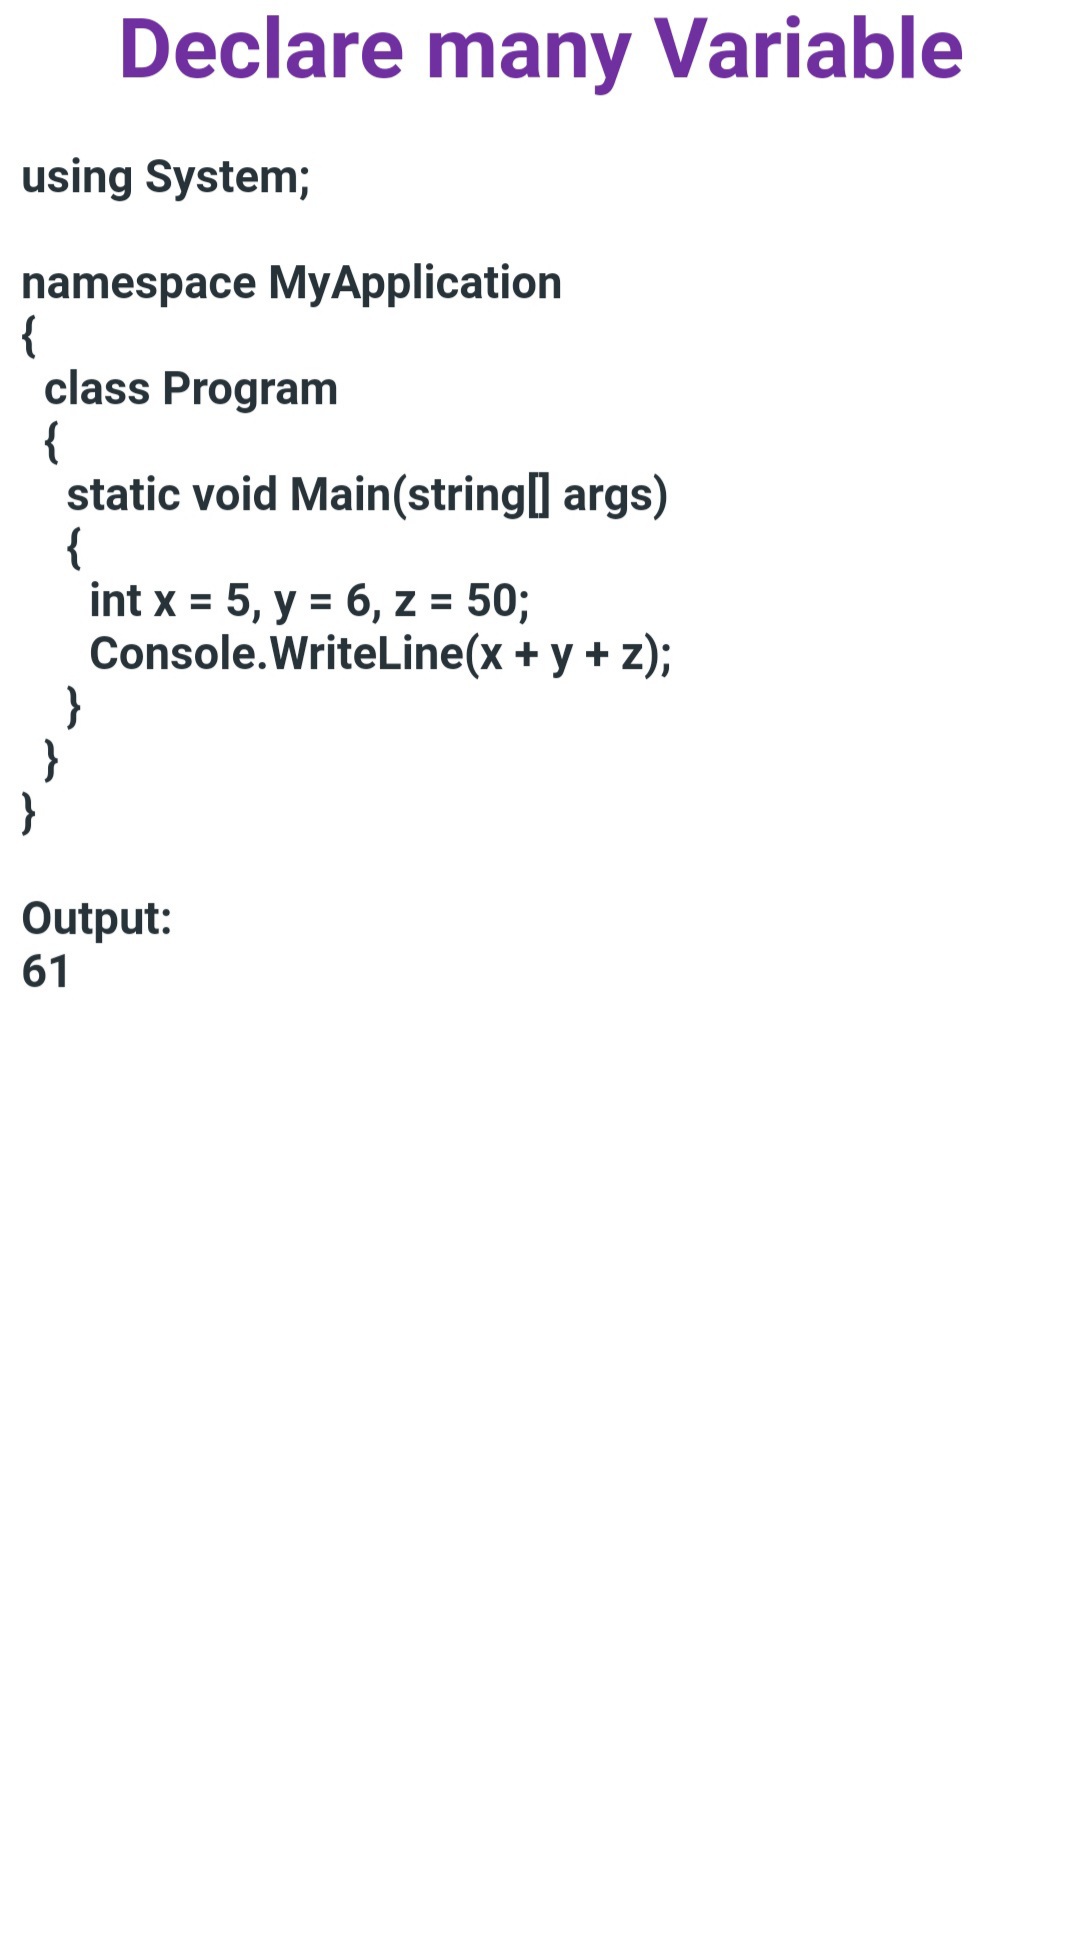 Declare many Variable
using System;
namespace MyApplication
{
class Program
{
static void Main(string[] args)
{
int x = 5, y = 6, z = 50;
Console.WriteLine(x + y + z);
}
}
}
Output:
61